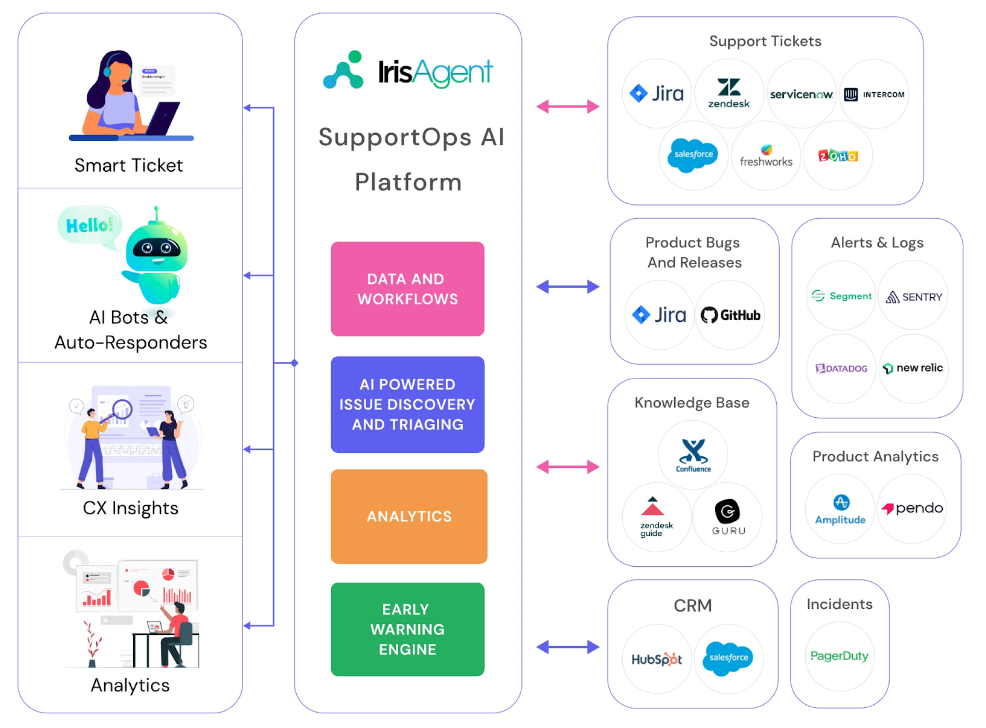 Smart Ticket
Hello!
AI Bots &
Auto-Responders
CX Insights
Analytics
IrisAgent
SupportOps AI
Platform
DATA AND
WORKFLOWS
AI POWERED
ISSUE DISCOVERY
AND TRIAGING
ANALYTICS
EARLY
WARNING
ENGINE
Support Tickets
Jira
zendesk
servicenow
INTERCOM
salesforce
freshworks
ZOHO
Product Bugs
And Releases
Jira
GitHub
Alerts & Logs
Segment
SENTRY
DATADOG
new relic
Knowledge Base
Confluence
zendesk
guide
GURU
Product Analytics
Amplitude
pendo
CRM
HubSpot
salesforce
Incidents
PagerDuty